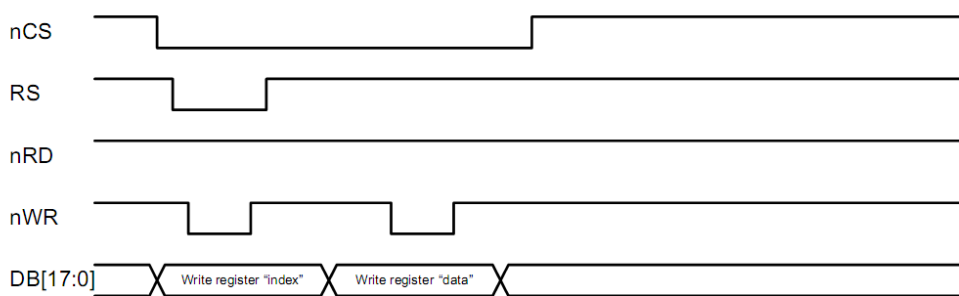 nCS
RS
nRD
nWR
DB[17:0]
Write register “index”
Write register “data”